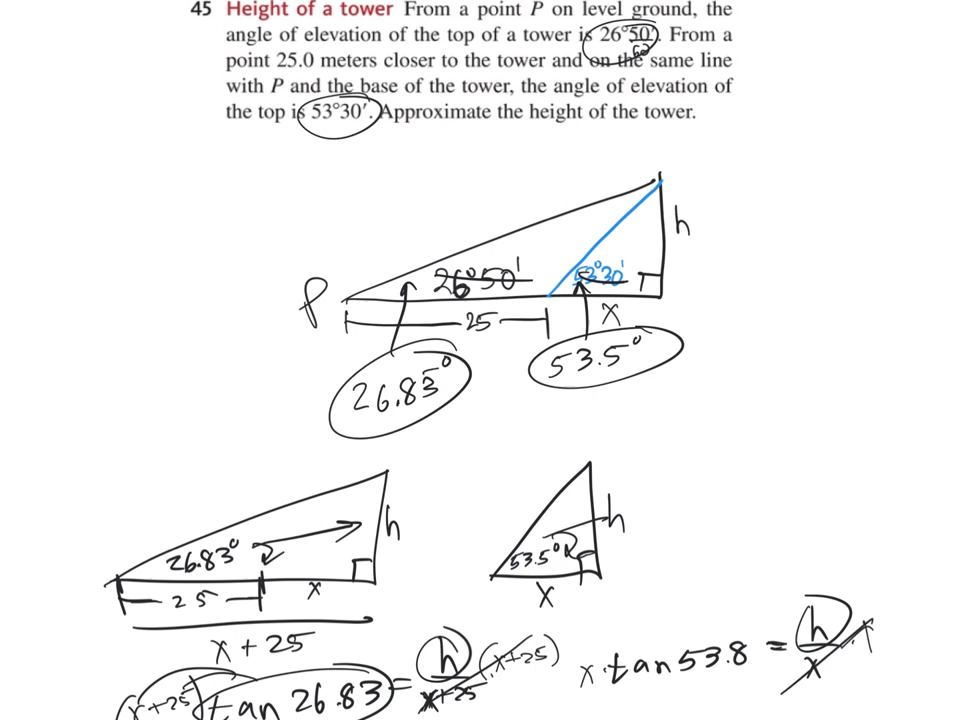 45 Height of a tower From a point P on level ground, the
angle of elevation of the top of a tower is 26°50′. From a
60
point 25.0 meters closer to the tower and on the same line
with P and the base of the tower, the angle of elevation of
the top is 53°30′. Approximate the height of the tower.
h
26°50'
53°30'
P
25
x
26.83°
53.5°
h
h
26.83°
53.5°
25
x
x
x + 25
(x+25) tan 26.83 = h/x+25 (x+25)
x · tan 53.8 = h/x · x